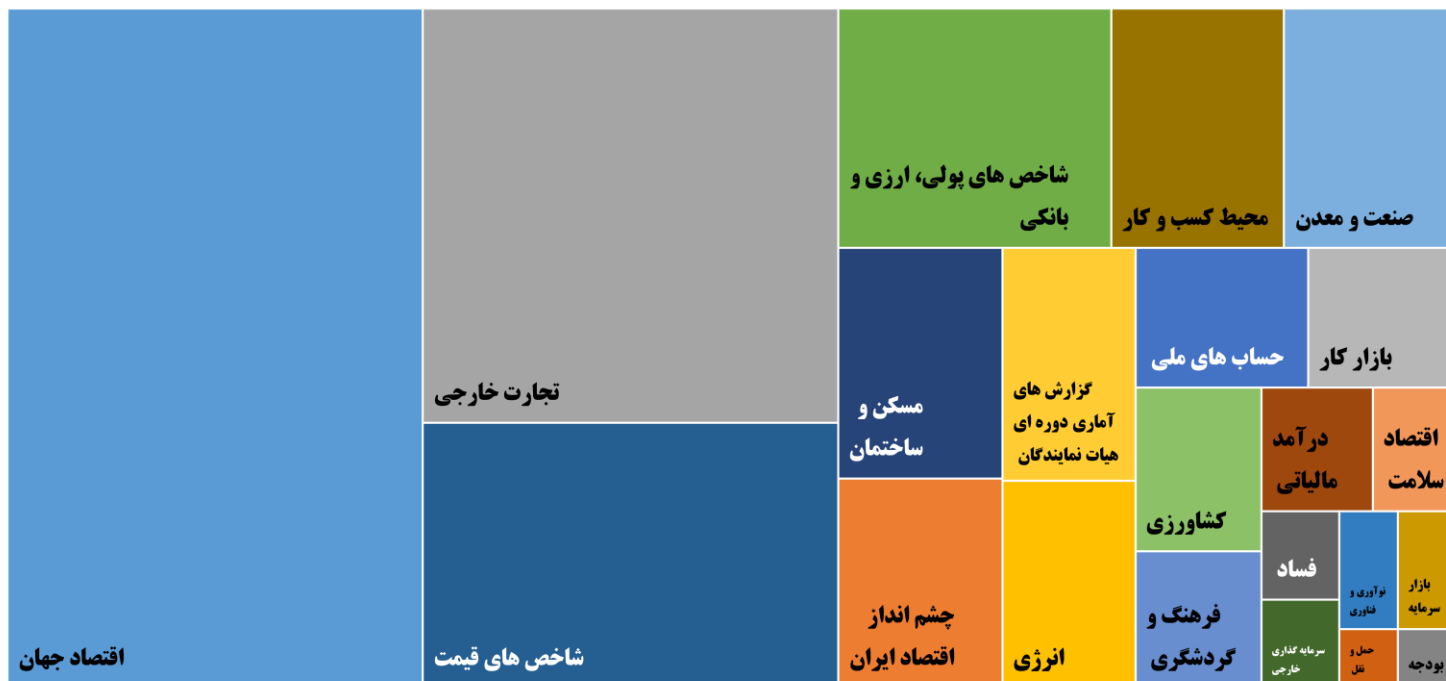 اقتصاد جهان
تجارت خارجی
شاخص های قیمت
شاخص های پولی، ارزی و
بانکی
محیط کسب و کار
صنعت و معدن
مسکن و
ساختمان
گزارش های
آماری دوره ای
هیات نمایندگان
حساب های ملی
بازار کار
چشم انداز
اقتصاد ایران
انرژی
کشاورزی
فرهنگ و
گردشگری
درآمد
مالیاتی
اقتصاد
سلامت
فساد
سرمایه گذاری
خارجی
نوآوری و
فناوری
بازار
سرمایه
حمل و
نقل
بودجه